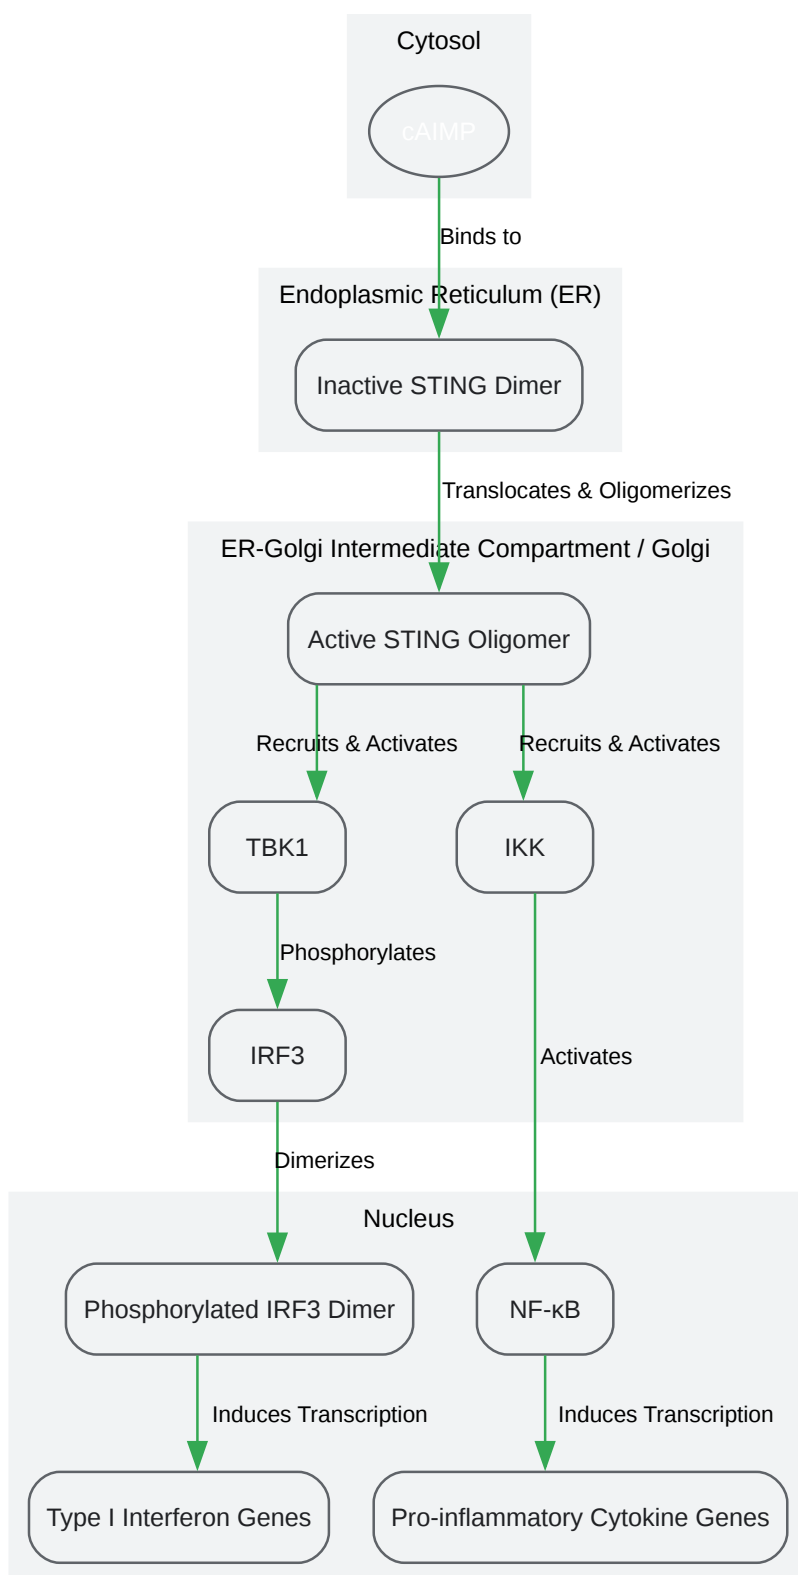 Cytosol
cAIMP
Binds to
Endoplasmic Reticulum (ER)
Inactive STING Dimer
Translocates & Oligomerizes
ER-Golgi Intermediate Compartment / Golgi
Active STING Oligomer
Recruits & Activates
Recruits & Activates
TBK1
IKK
Phosphorylates
IRF3
Activates
Dimerizes
Nucleus
Phosphorylated IRF3 Dimer
NF-κB
Induces Transcription
Induces Transcription
Type I Interferon Genes
Pro-inflammatory Cytokine Genes